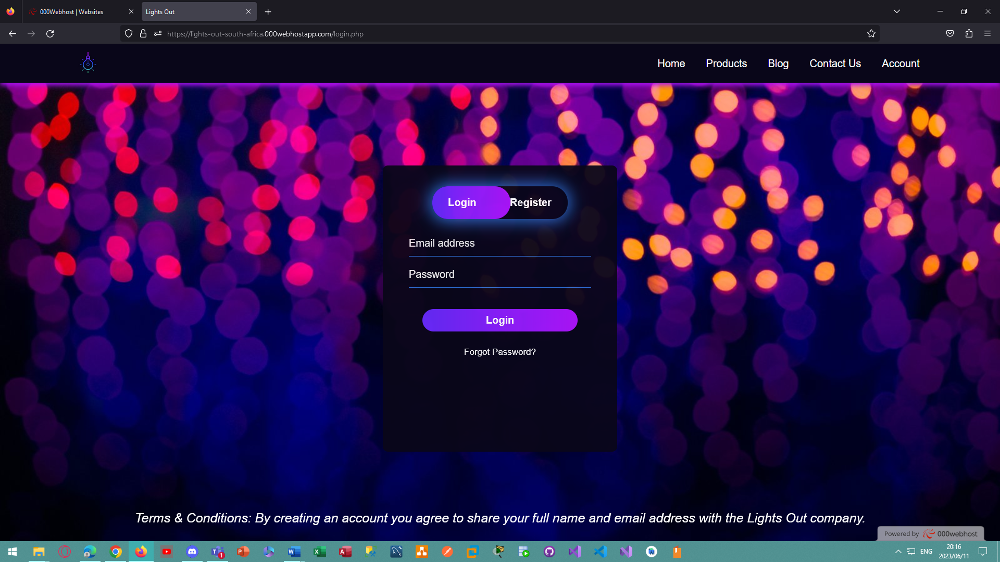 000Webhost | Websites
Lights Out
https://lights-out-south-africa.000webhostapp.com/login.php
Home Products Blog Contact Us Account
Login Register
Email address
Password
Login
Forgot Password?
Terms & Conditions: By creating an account you agree to share your full name and email address with the Lights Out company.
Powered by 000webhost
1
ENG
20:16
2023/06/11